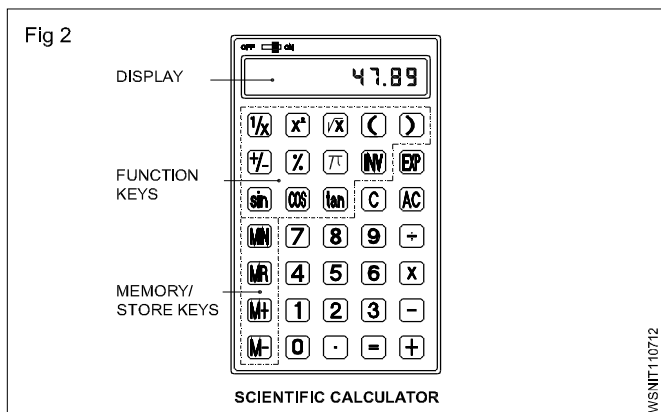 Fig 2
OFF ON
DISPLAY
47.89
1/x x² √x ( )
+/- % π INV EXP
FUNCTION
KEYS
sin COS tan C AC
MIN 7 8 9 ÷
MR 4 5 6 x
MEMORY/
STORE KEYS
M+ 1 2 3 −
M− 0 . = +
SCIENTIFIC CALCULATOR
WSNIT110712